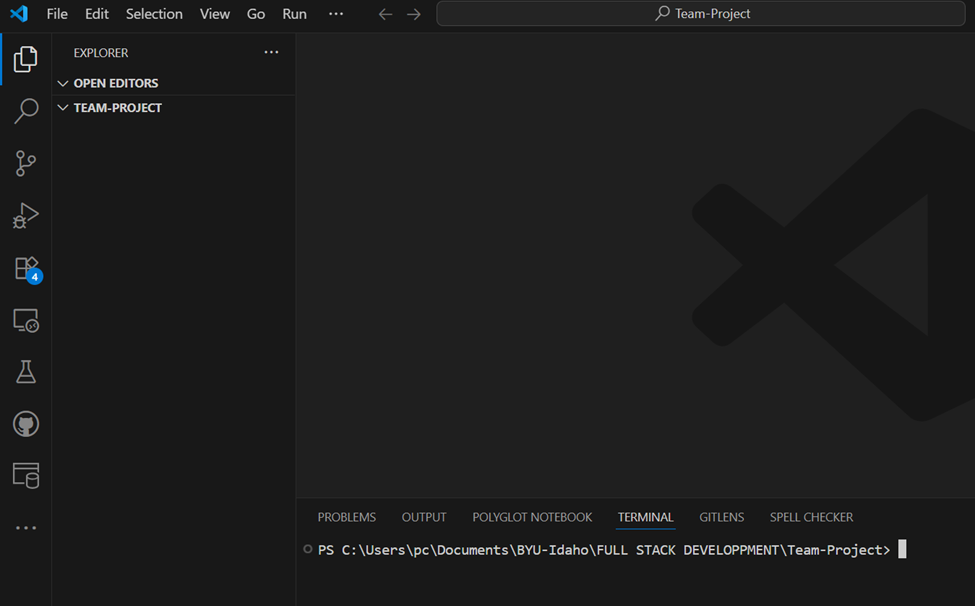 File Edit Selection View Go Run ··· Team-Project
EXPLORER ···
OPEN EDITORS
TEAM-PROJECT
4
PROBLEMS OUTPUT POLYGLOT NOTEBOOK TERMINAL GITLENS SPELL CHECKER
PS C:\Users\pc\Documents\BYU-Idaho\FULL STACK DEVELOPPMENT\Team-Project>